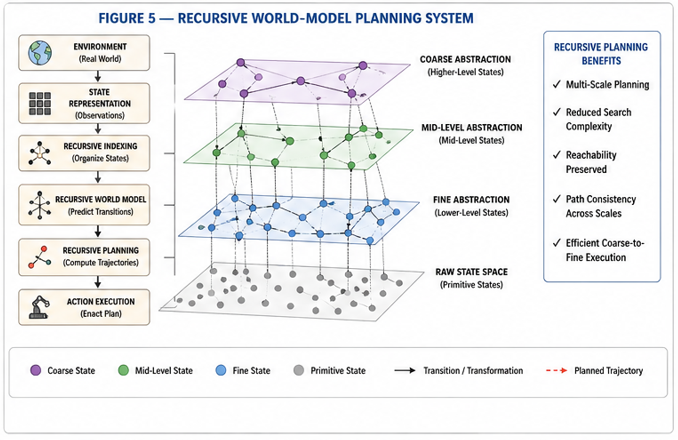 FIGURE 5 — RECURSIVE WORLD-MODEL PLANNING SYSTEM
ENVIRONMENT
(Real World)
STATE
REPRESENTATION
(Observations)
RECURSIVE INDEXING
(Organize States)
RECURSIVE WORLD MODEL
(Predict Transitions)
RECURSIVE PLANNING
(Compute Trajectories)
ACTION EXECUTION
(Enact Plan)
COARSE ABSTRACTION
(Higher-Level States)
MID-LEVEL ABSTRACTION
(Mid-Level States)
FINE ABSTRACTION
(Lower-Level States)
RAW STATE SPACE
(Primitive States)
RECURSIVE PLANNING
BENEFITS
✓ Multi-Scale Planning
✓ Reduced Search
Complexity
✓ Reachability
Preserved
✓ Path Consistency
Across Scales
✓ Efficient Coarse-to-
Fine Execution
Coarse State
Mid-Level State
Fine State
Primitive State
Transition / Transformation
Planned Trajectory